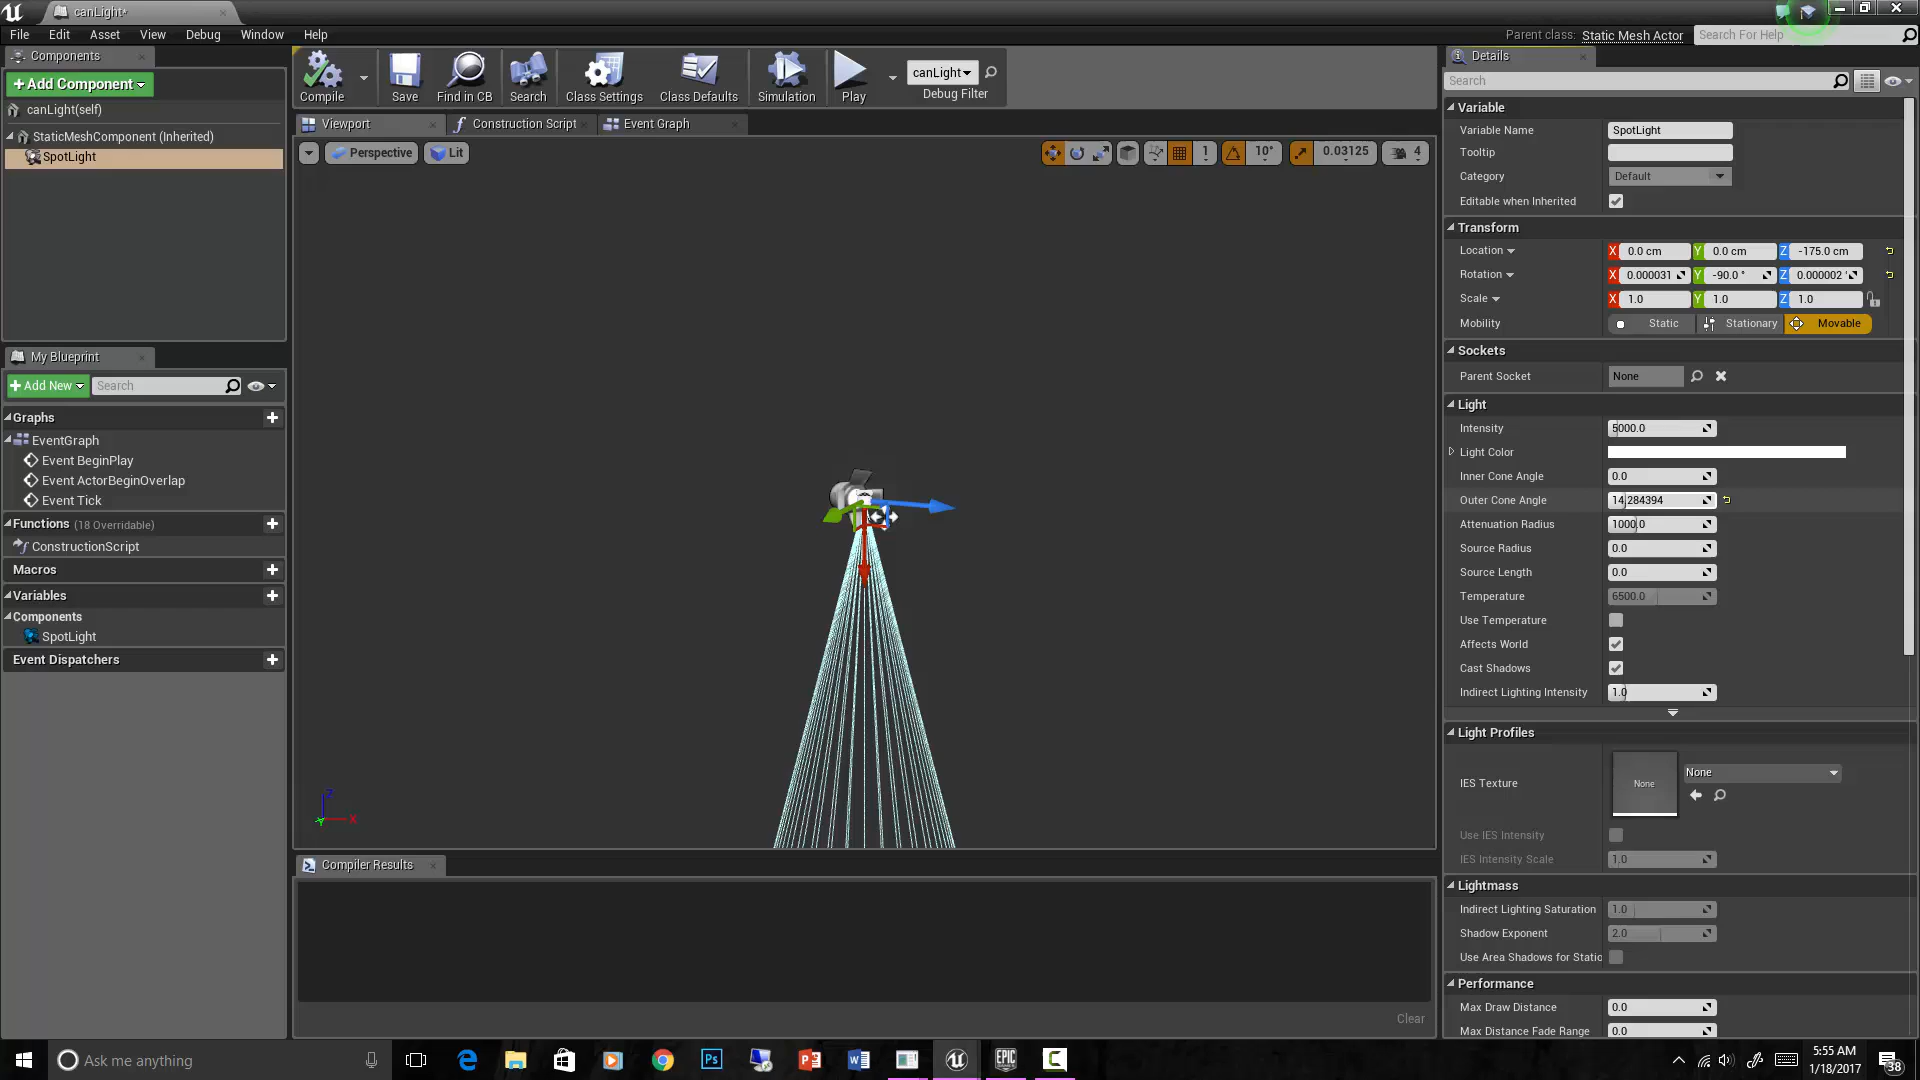 canLight*
File Edit Asset View Debug Window Help
Parent class: Static Mesh Actor
Search For Help
Components
+Add Component
canLight(self)
StaticMeshComponent (Inherited)
SpotLight
My Blueprint
+Add New
Search
Graphs
EventGraph
Event BeginPlay
Event ActorBeginOverlap
Event Tick
Functions (18 Overridable)
ConstructionScript
Macros
Variables
Components
SpotLight
Event Dispatchers
Compile
Save
Find in CB
Search
Class Settings
Class Defaults
Simulation
Play
canLight
Debug Filter
Viewport
Construction Script
Event Graph
Perspective
Lit
1
10°
0.03125
4
Z
X
Y
Compiler Results
Clear
Details
Search
Variable
Variable Name SpotLight
Tooltip
Category Default
Editable when Inherited
Transform
Location X 0.0 cm Y 0.0 cm Z -175.0 cm
Rotation X 0.000031 Y -90.0 ° Z 0.000002 °
Scale X 1.0 Y 1.0 Z 1.0
Mobility Static Stationary Movable
Sockets
Parent Socket None
Light
Intensity 5000.0
Light Color
Inner Cone Angle 0.0
Outer Cone Angle 14.284394
Attenuation Radius 1000.0
Source Radius 0.0
Source Length 0.0
Temperature 6500.0
Use Temperature
Affects World
Cast Shadows
Indirect Lighting Intensity 1.0
Light Profiles
IES Texture None None
Use IES Intensity
IES Intensity Scale 1.0
Lightmass
Indirect Lighting Saturation 1.0
Shadow Exponent 2.0
Use Area Shadows for Statio
Performance
Max Draw Distance 0.0
Max Distance Fade Range 0.0
Ask me anything
5:55 AM
1/18/2017
38